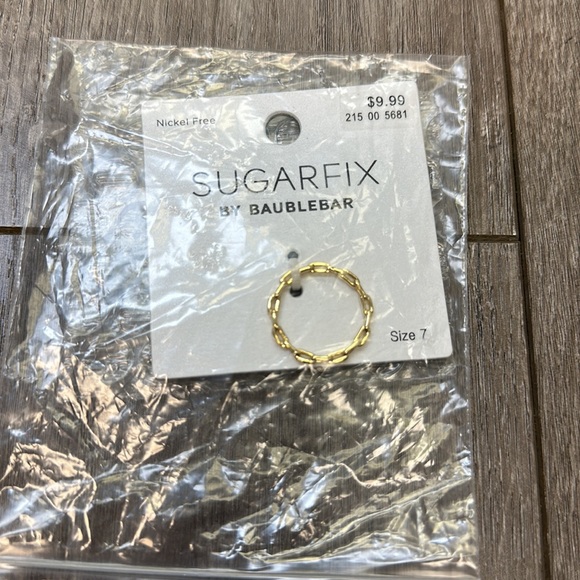 Nickel Free
$9.99
215 00 5681
SUGARFIX
BY BAUBLEBAR
Size 7